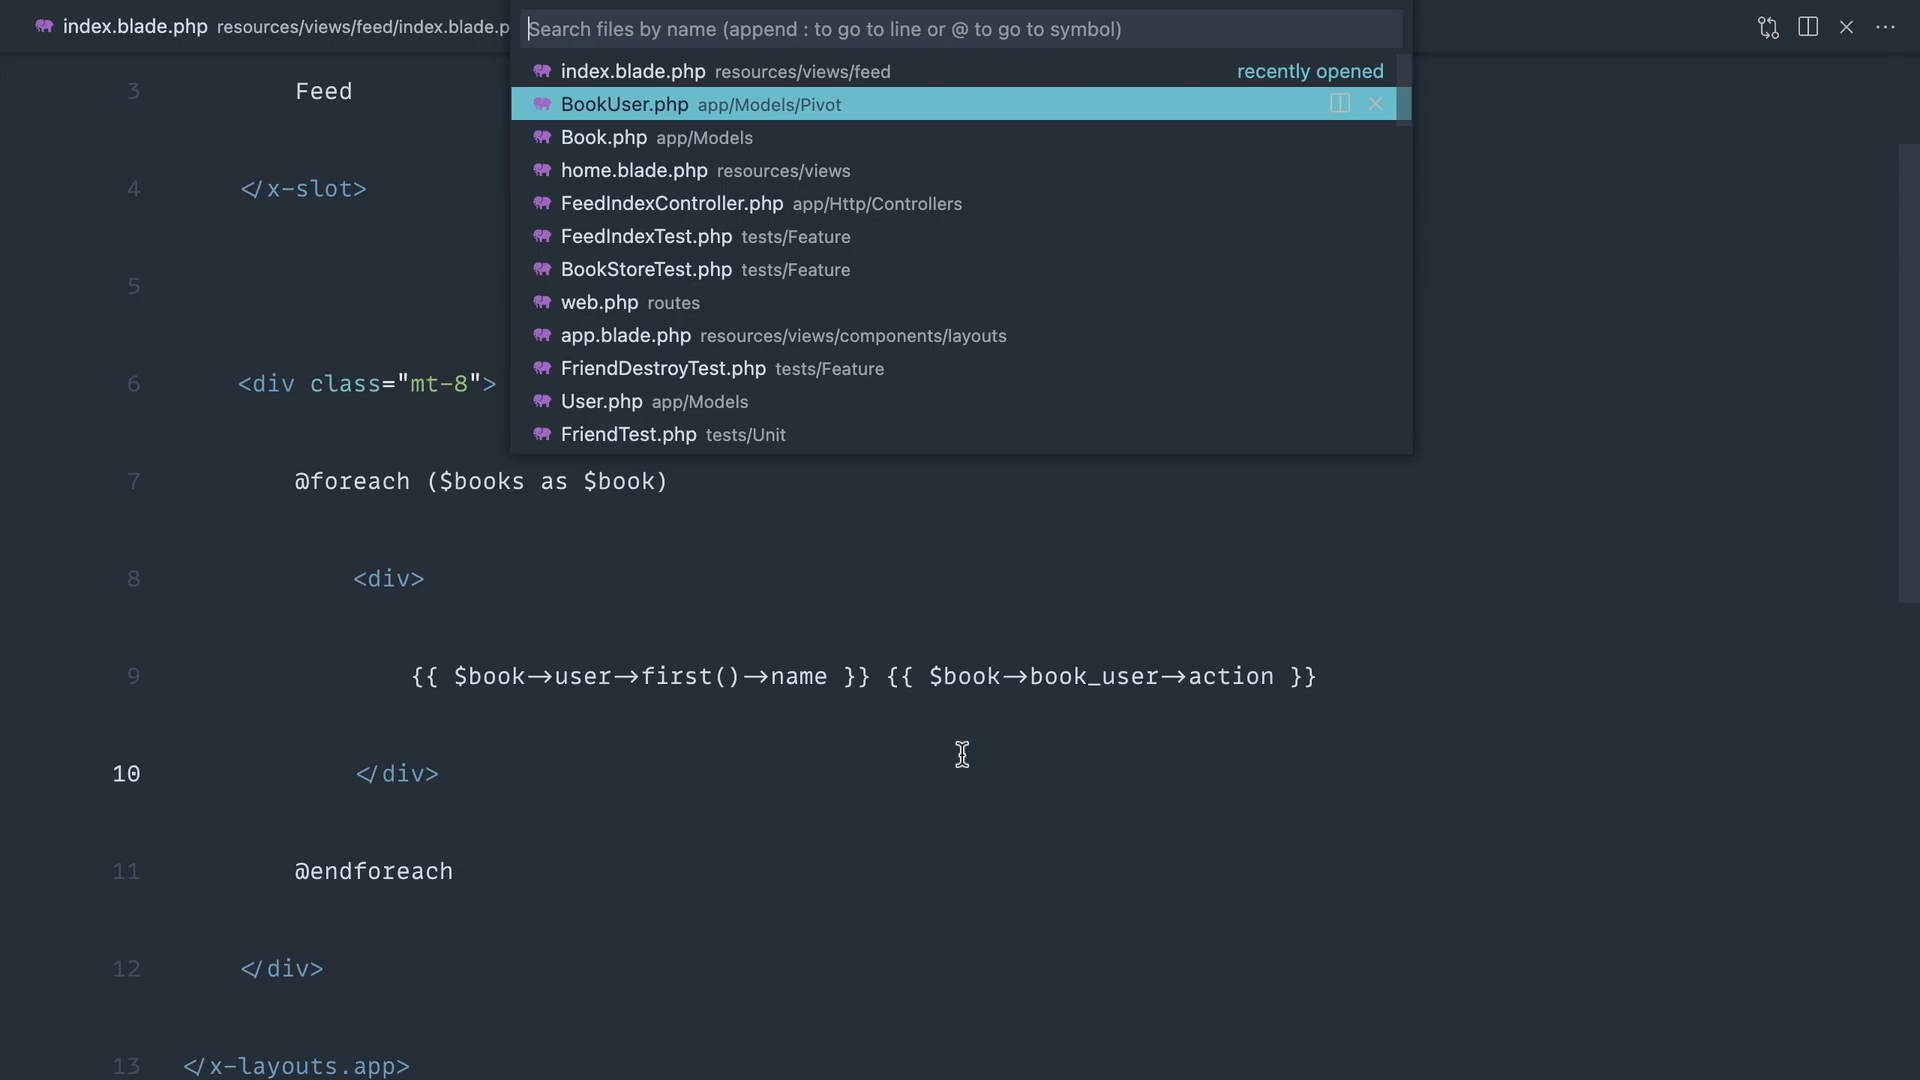 index.blade.php resources/views/feed/index.blade.p
Search files by name (append : to go to line or @ to go to symbol)
index.blade.php resources/views/feed recently opened
BookUser.php app/Models/Pivot
Book.php app/Models
home.blade.php resources/views
FeedIndexController.php app/Http/Controllers
FeedIndexTest.php tests/Feature
BookStoreTest.php tests/Feature
web.php routes
app.blade.php resources/views/components/layouts
FriendDestroyTest.php tests/Feature
User.php app/Models
FriendTest.php tests/Unit
3 Feed
4 </x-slot>
5
6 <div class="mt-8">
7 @foreach ($books as $book)
8 <div>
9 {{ $book->user->first()->name }} {{ $book->book_user->action }}
10 </div>
11 @endforeach
12 </div>
13 </x-layouts.app>